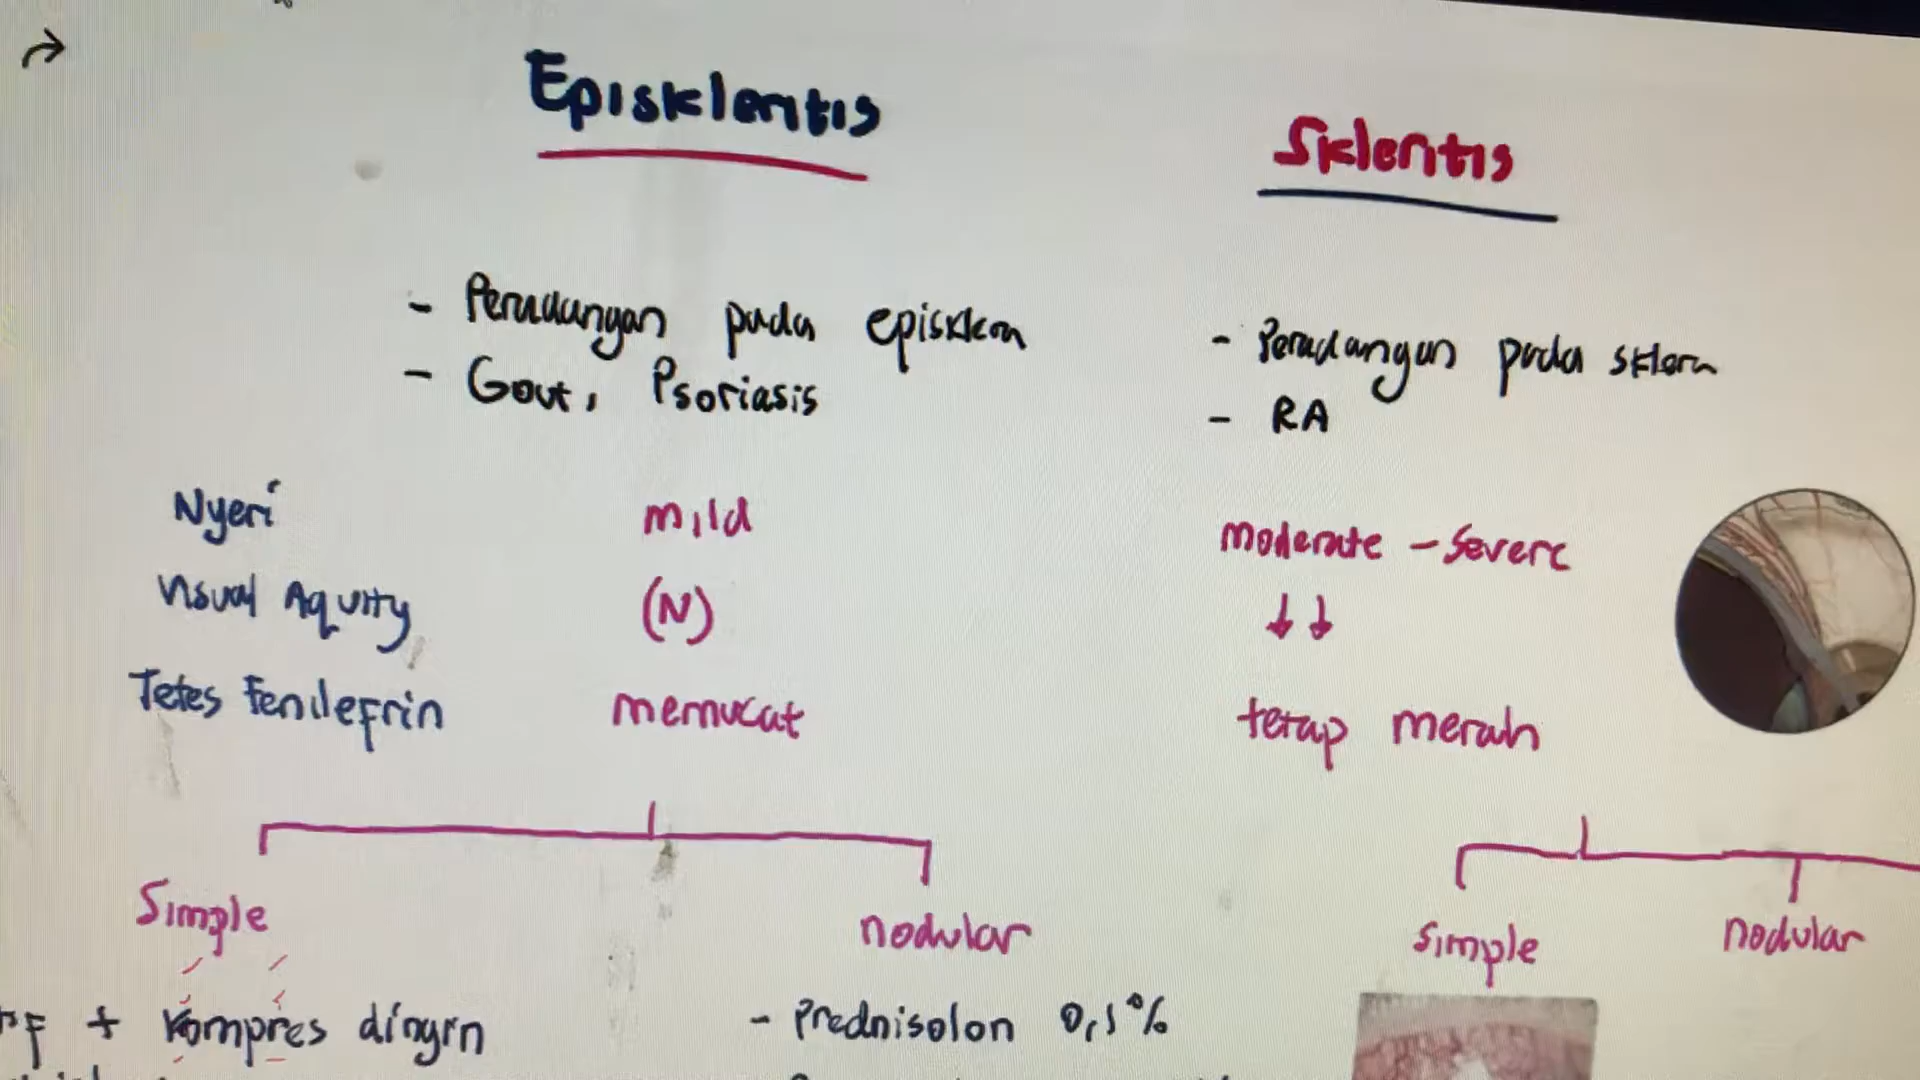 Episkleritis
Skleritis
- Peradangan pada episklera
- Gout, Psoriasis
- Peradangan pada sklera
- RA
Nyeri mild moderate - severe
Visual Aquity (N) ↓↓
Tetes Fenilefrin memucat tetap merah
Simple nodular
simple nodular
+ kompres dingin
- Prednisolon 0,1%